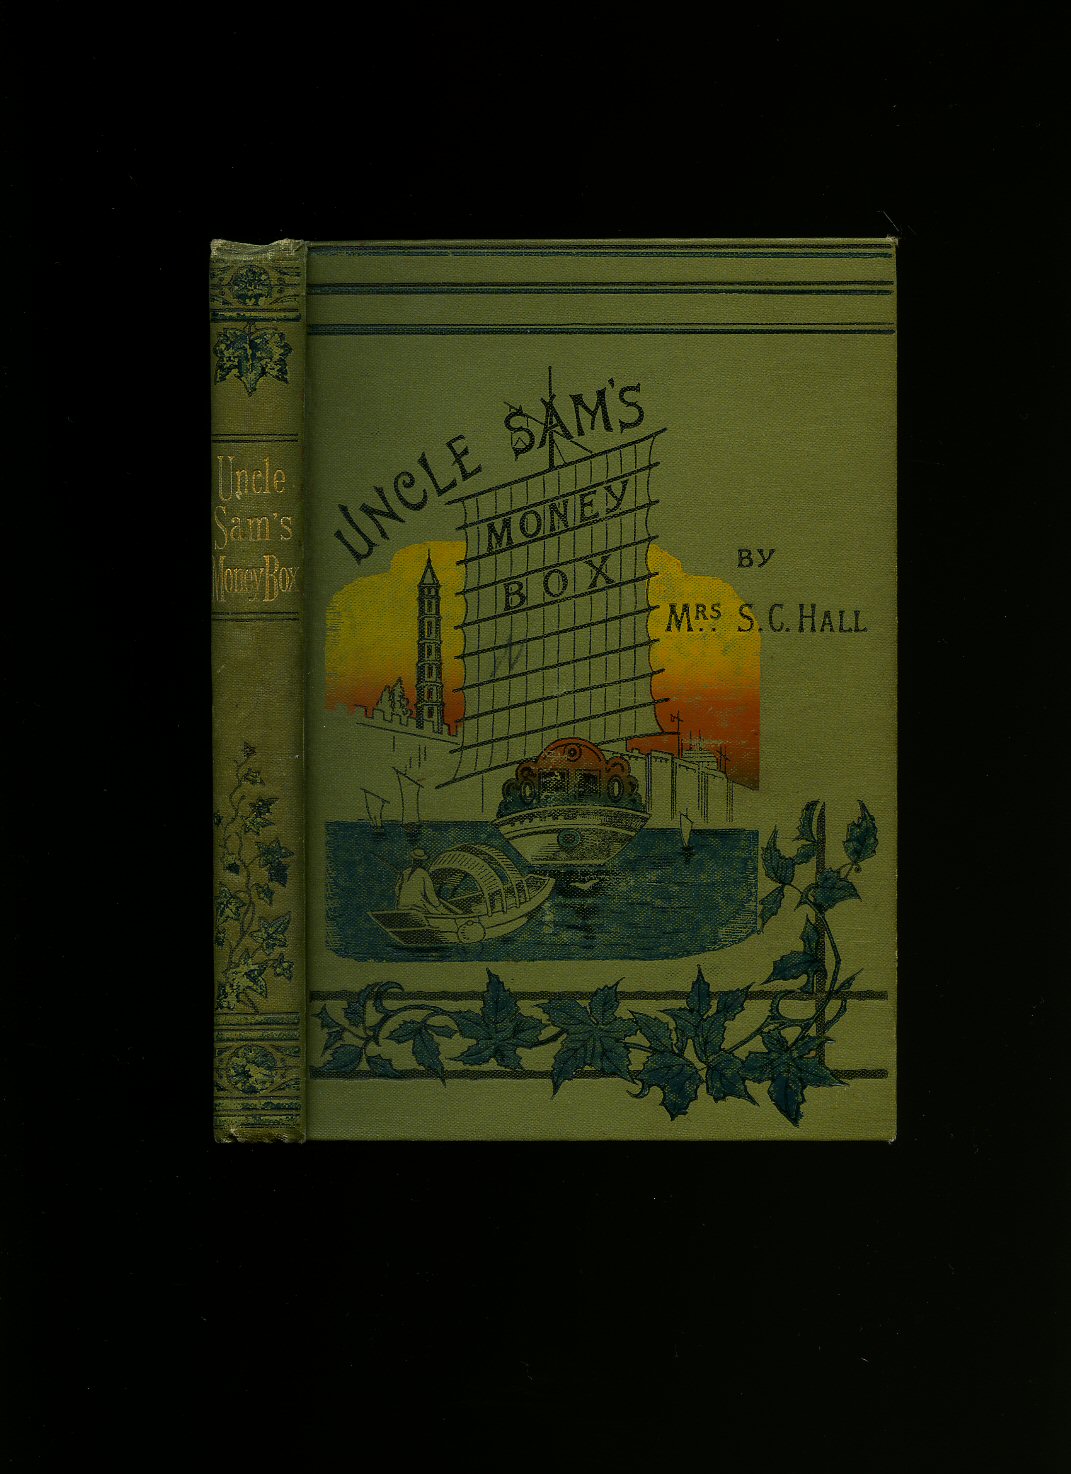 Uncle
Sam's
Money Box
UNCLE SAM'S
MONEY
BOX
BY
MRS. S. C. HALL